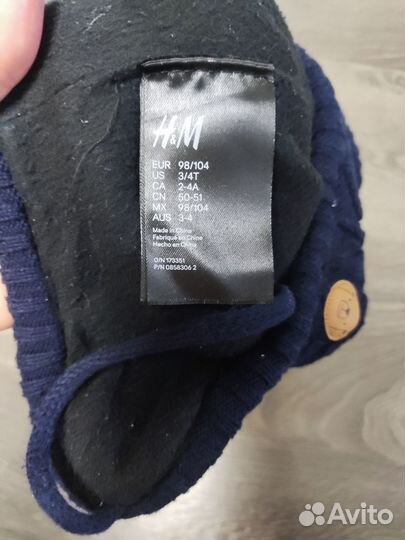 H&M
EUR 98/104
US 3/4T
CA 2-4A
CN 50-51
MX 98/104
AUS 3-4
Made in China
Fabriqué en Chine
Hecho en China
O/N 173351
P/N 0858306 2
Avito